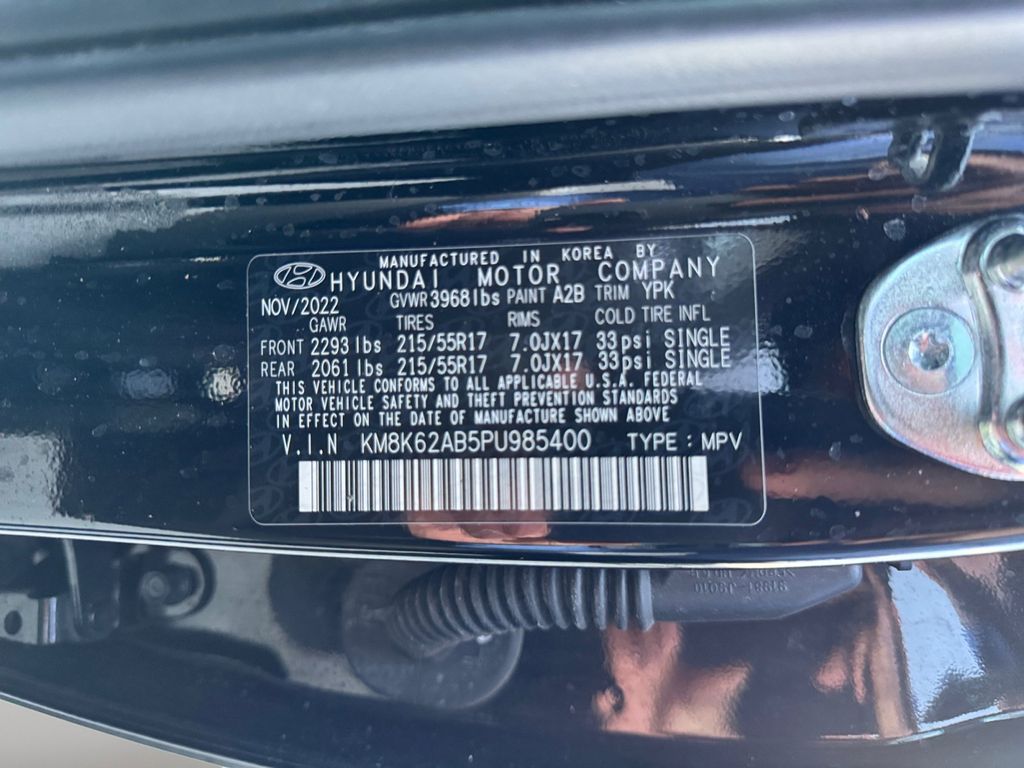 MANUFACTURED IN KOREA BY
HYUNDAI MOTOR COMPANY
NOV/2022 GVWR 3968lbs PAINT A2B TRIM YPK
GAWR TIRES RIMS COLD TIRE INFL
FRONT 2293 lbs 215/55R17 7.0JX17 33psi SINGLE
REAR 2061 lbs 215/55R17 7.0JX17 33psi SINGLE
THIS VEHICLE CONFORMS TO ALL APPLICABLE U.S.A. FEDERAL
MOTOR VEHICLE SAFETY AND THEFT PREVENTION STANDARDS
IN EFFECT ON THE DATE OF MANUFACTURE SHOWN ABOVE
V.I.N KM8K62AB5PU985400 TYPE : MPV